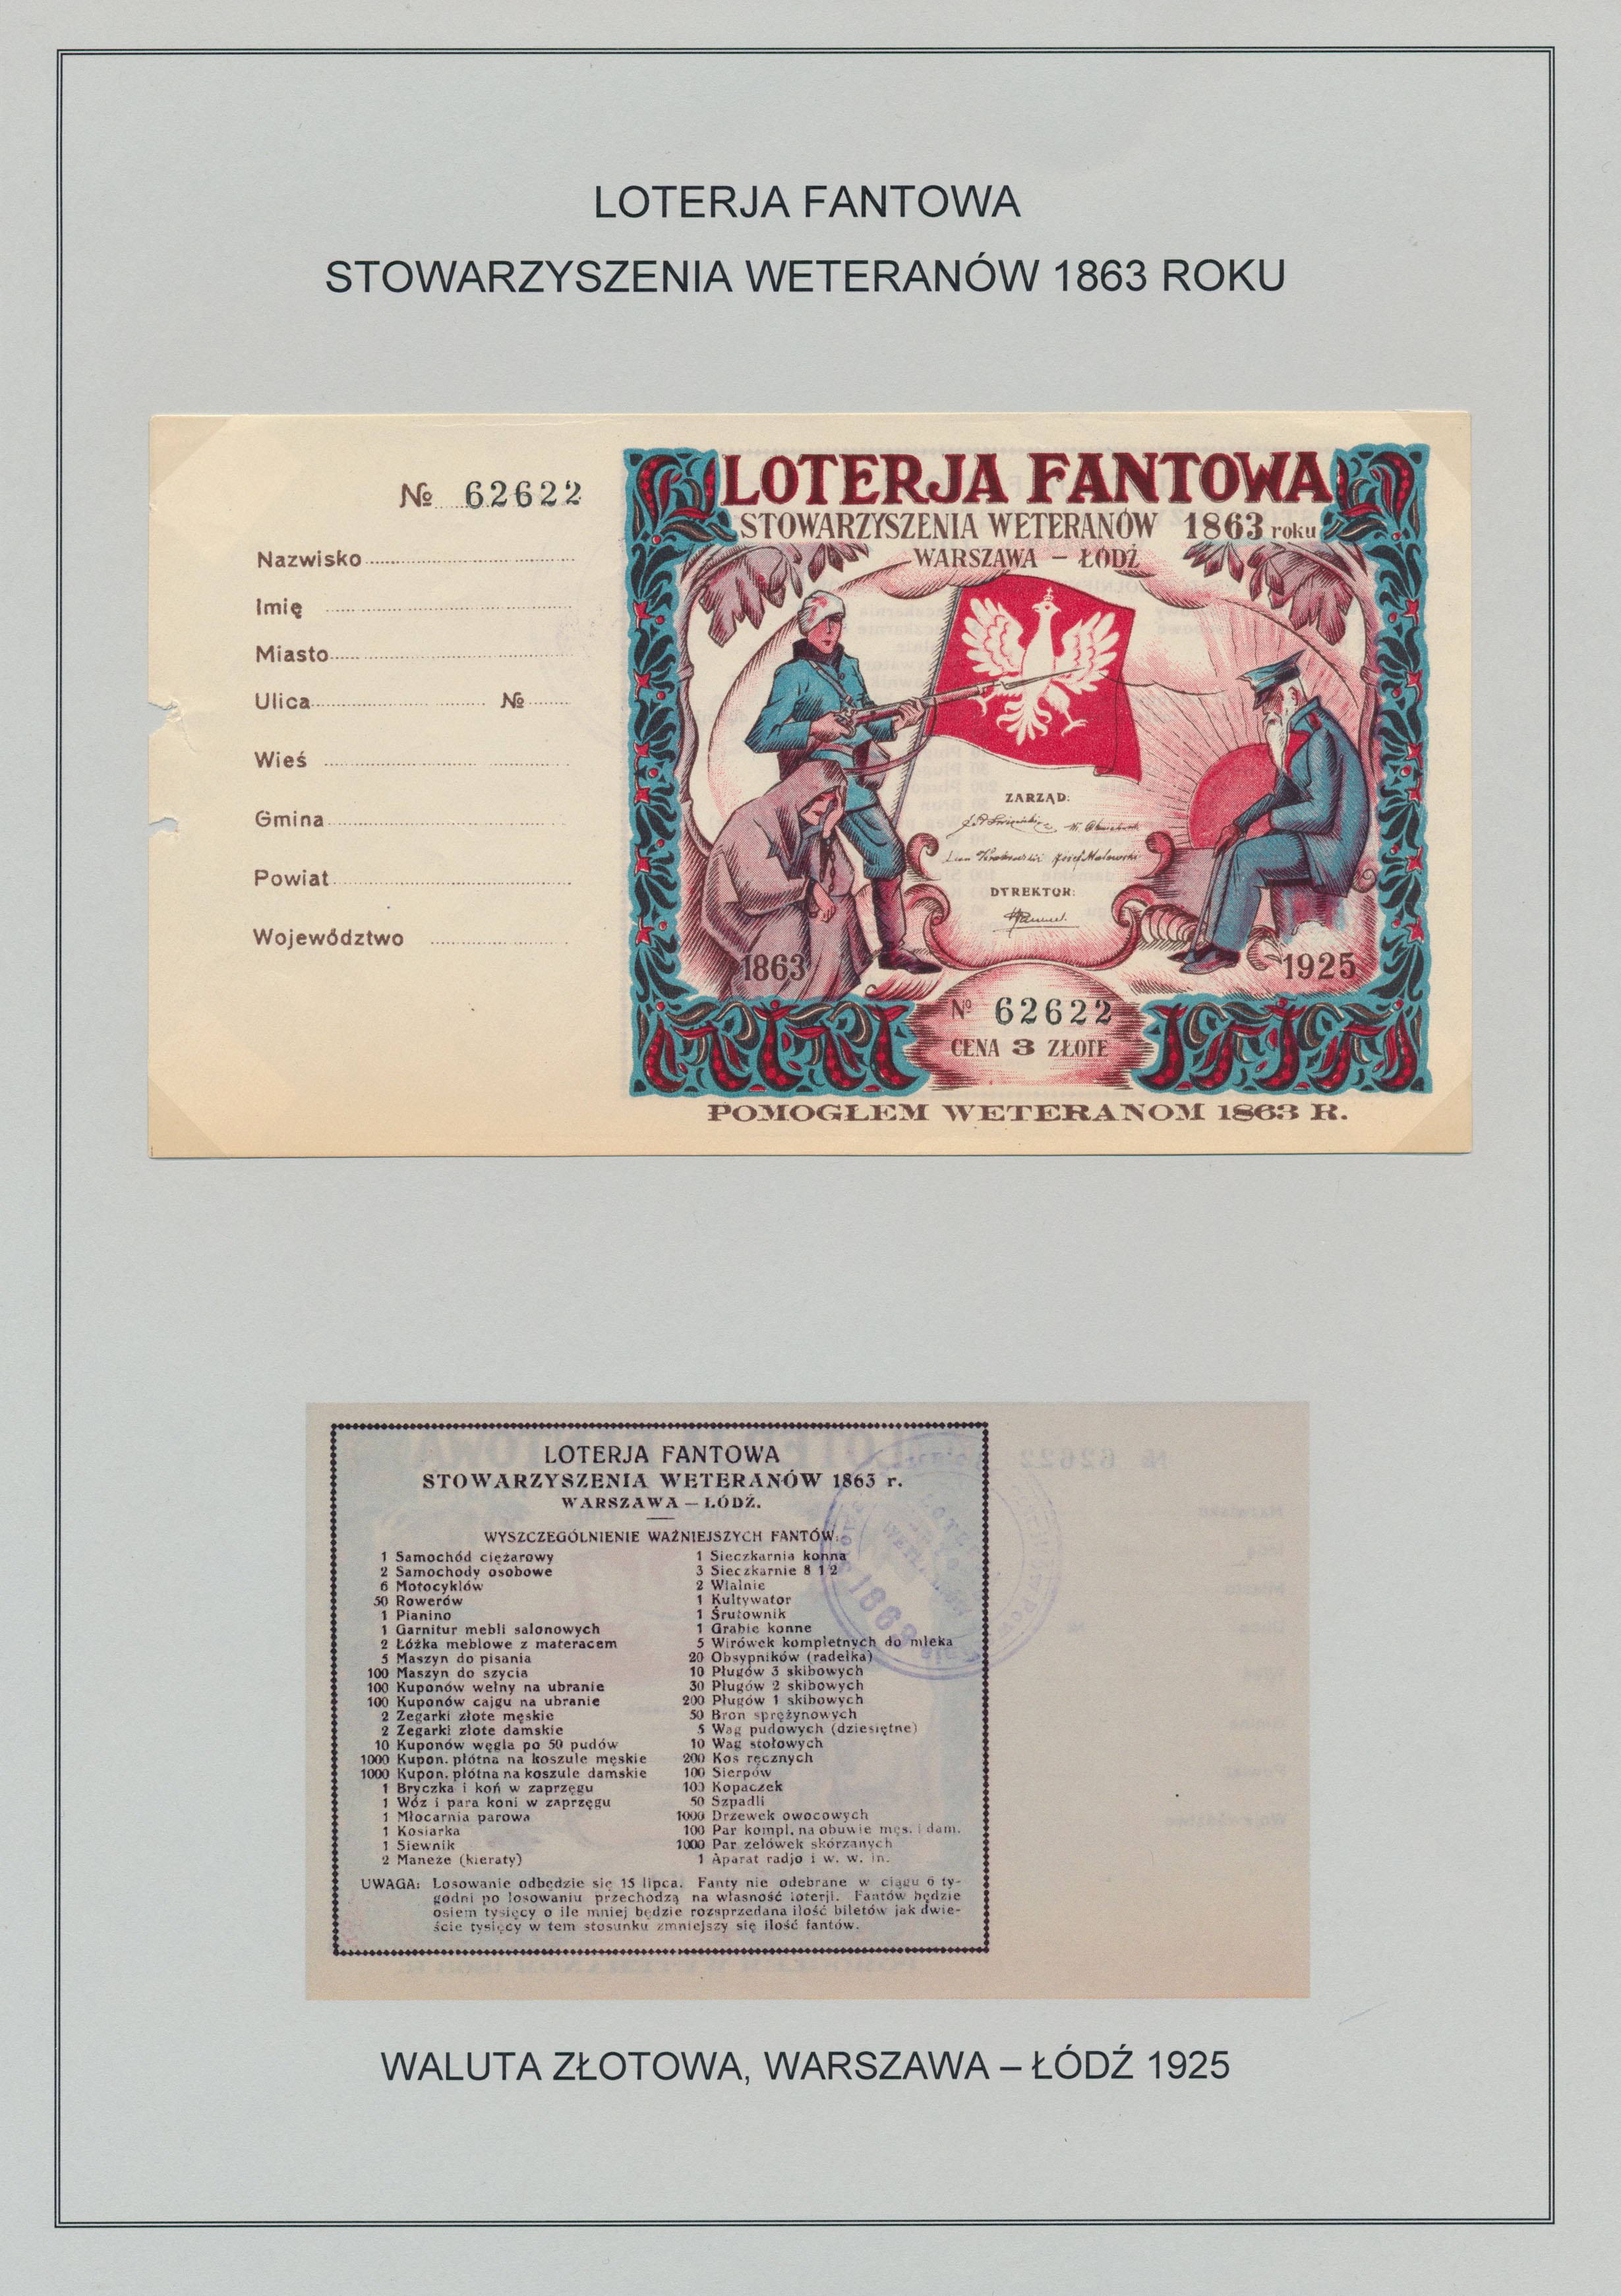 LOTERJA FANTOWA
STOWARZYSZENIA WETERANÓW 1863 ROKU
№ 62622
Nazwisko
Imię
Miasto
Ulica №
Wieś
Gmina
Powiat
Województwo
LOTERJA FANTOWA
STOWARZYSZENIA WETERANÓW 1863 roku
WARSZAWA – ŁÓDŹ
ZARZĄD:
DYREKTOR:
1863
1925
№ 62622
CENA 3 ZŁOTE
POMOGŁEM WETERANOM 1863 R.
LOTERJA FANTOWA
STOWARZYSZENIA WETERANÓW 1863 r.
WARSZAWA – ŁÓDŹ.
WYSZCZEGÓLNIENIE WAŻNIEJSZYCH FANTÓW:
1 Samochód ciężarowy
2 Samochody osobowe
6 Motocyklów
50 Rowerów
1 Pianino
1 Garnitur mebli salonowych
2 Łóżka meblowe z materacem
5 Maszyn do pisania
100 Maszyn do szycia
100 Kuponów wełny na ubranie
100 Kuponów cajgu na ubranie
2 Zegarki złote męskie
2 Zegarki złote damskie
10 Kuponów węgla po 50 pudów
1000 Kupon. płótna na koszule męskie
1000 Kupon. płótna na koszule damskie
1 Bryczka i koń w zaprzęgu
1 Wóz i para koni w zaprzęgu
1 Młocarnia parowa
1 Kosiarka
1 Siewnik
2 Maneże (kieraty)
1 Sieczkarnia konna
3 Sieczkarnie 8 1 2
2 Wialnie
1 Kultywator
1 Śrutownik
1 Grabie konne
5 Wirówek kompletnych do mleka
20 Obsypników (radełka)
10 Pługów 3 skibowych
30 Pługów 2 skibowych
200 Pługów 1 skibowych
50 Bron sprężynowych
5 Wag pudowych (dziesiętne)
10 Wag stołowych
200 Kos ręcznych
100 Sierpów
100 Kopaczek
50 Szpadli
1000 Drzewek owocowych
100 Par kompl. na obuwie męs. i dam.
1000 Par zelówek skórzanych
1 Aparat radjo i w. w. in.
UWAGA: Losowanie odbędzie się 15 lipca. Fanty nie odebrane w ciągu 6 ty-
godni po losowaniu przechodzą na własność loterji. Fantów będzie
osiem tysięcy o ile mniej będzie rozsprzedana ilość biletów jak dwie-
ście tysięcy w tem stosunku zmniejszy się ilość fantów.
1863
WALUTA ZŁOTOWA, WARSZAWA – ŁÓDŹ 1925